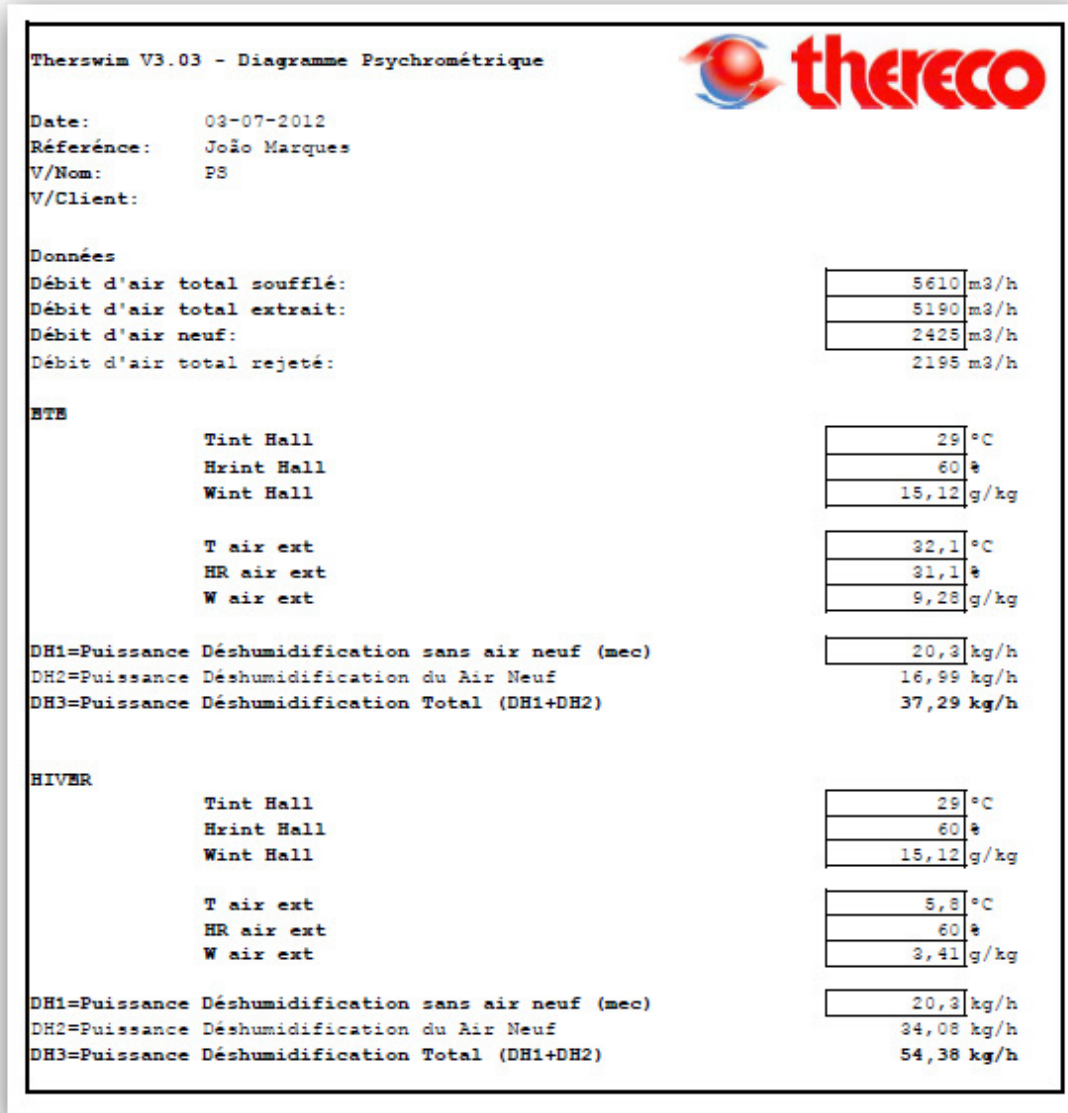 Therswim V3.03 - Diagramme Psychrométrique
thereco
Date: 03-07-2012
Réferénce: João Marques
V/Nom: PS
V/Client:
Données
Débit d'air total soufflé: 5610 m3/h
Débit d'air total extrait: 5190 m3/h
Débit d'air neuf: 2425 m3/h
Débit d'air total rejeté: 2195 m3/h
ETE
Tint Hall 29 °C
Hrint Hall 60 %
Wint Hall 15,12 g/kg
T air ext 32,1 °C
HR air ext 31,1 %
W air ext 9,28 g/kg
DH1=Puissance Déshumidification sans air neuf (mec) 20,3 kg/h
DH2=Puissance Déshumidification du Air Neuf 16,99 kg/h
DH3=Puissance Déshumidification Total (DH1+DH2) 37,29 kg/h
HIVER
Tint Hall 29 °C
Hrint Hall 60 %
Wint Hall 15,12 g/kg
T air ext 5,8 °C
HR air ext 60 %
W air ext 3,41 g/kg
DH1=Puissance Déshumidification sans air neuf (mec) 20,3 kg/h
DH2=Puissance Déshumidification du Air Neuf 34,08 kg/h
DH3=Puissance Déshumidification Total (DH1+DH2) 54,38 kg/h